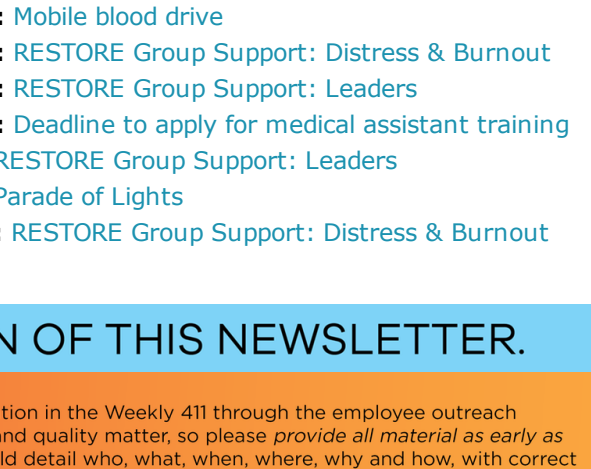 : Mobile blood drive
: RESTORE Group Support: Distress & Burnout
: RESTORE Group Support: Leaders
: Deadline to apply for medical assistant training
RESTORE Group Support: Leaders
Parade of Lights
: RESTORE Group Support: Distress & Burnout
N OF THIS NEWSLETTER.
tion in the Weekly 411 through the employee outreach
and quality matter, so please provide all material as early as
ld detail who, what, when, where, why and how, with correct